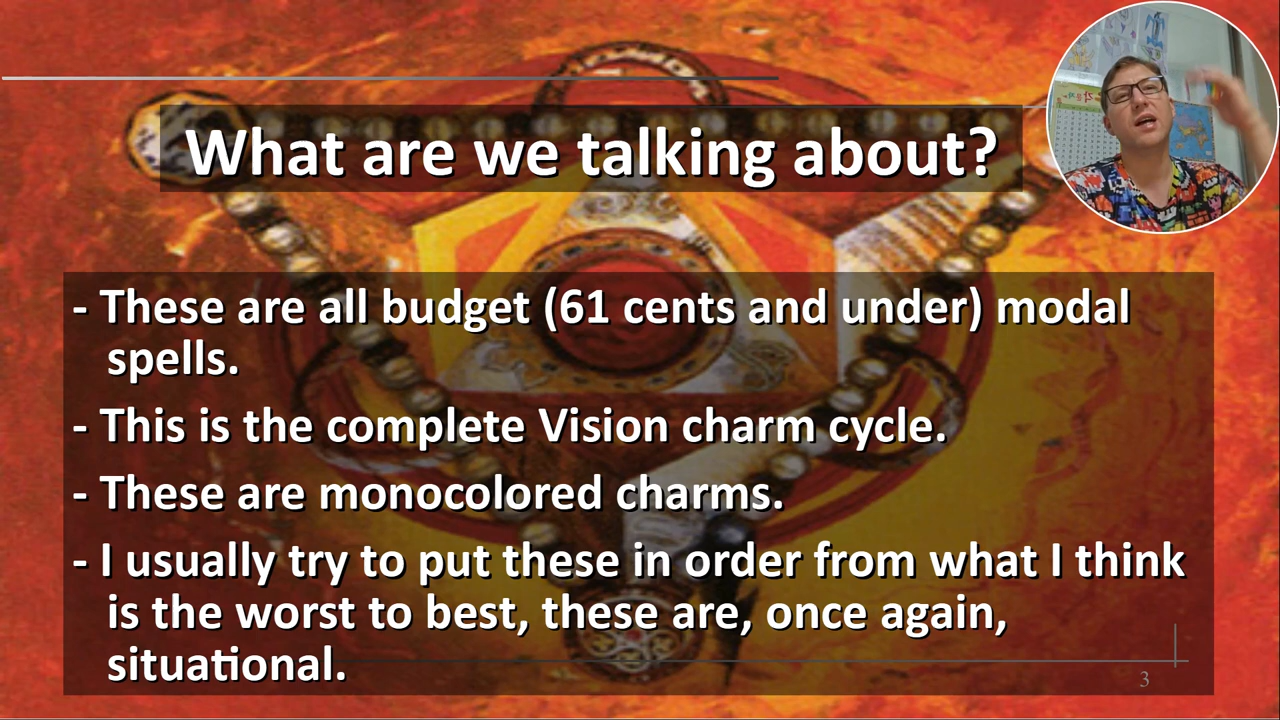 What are we talking about?
- These are all budget (61 cents and under) modal
spells.
- This is the complete Vision charm cycle.
- These are monocolored charms.
- I usually try to put these in order from what I think
is the worst to best, these are, once again,
situational.
3